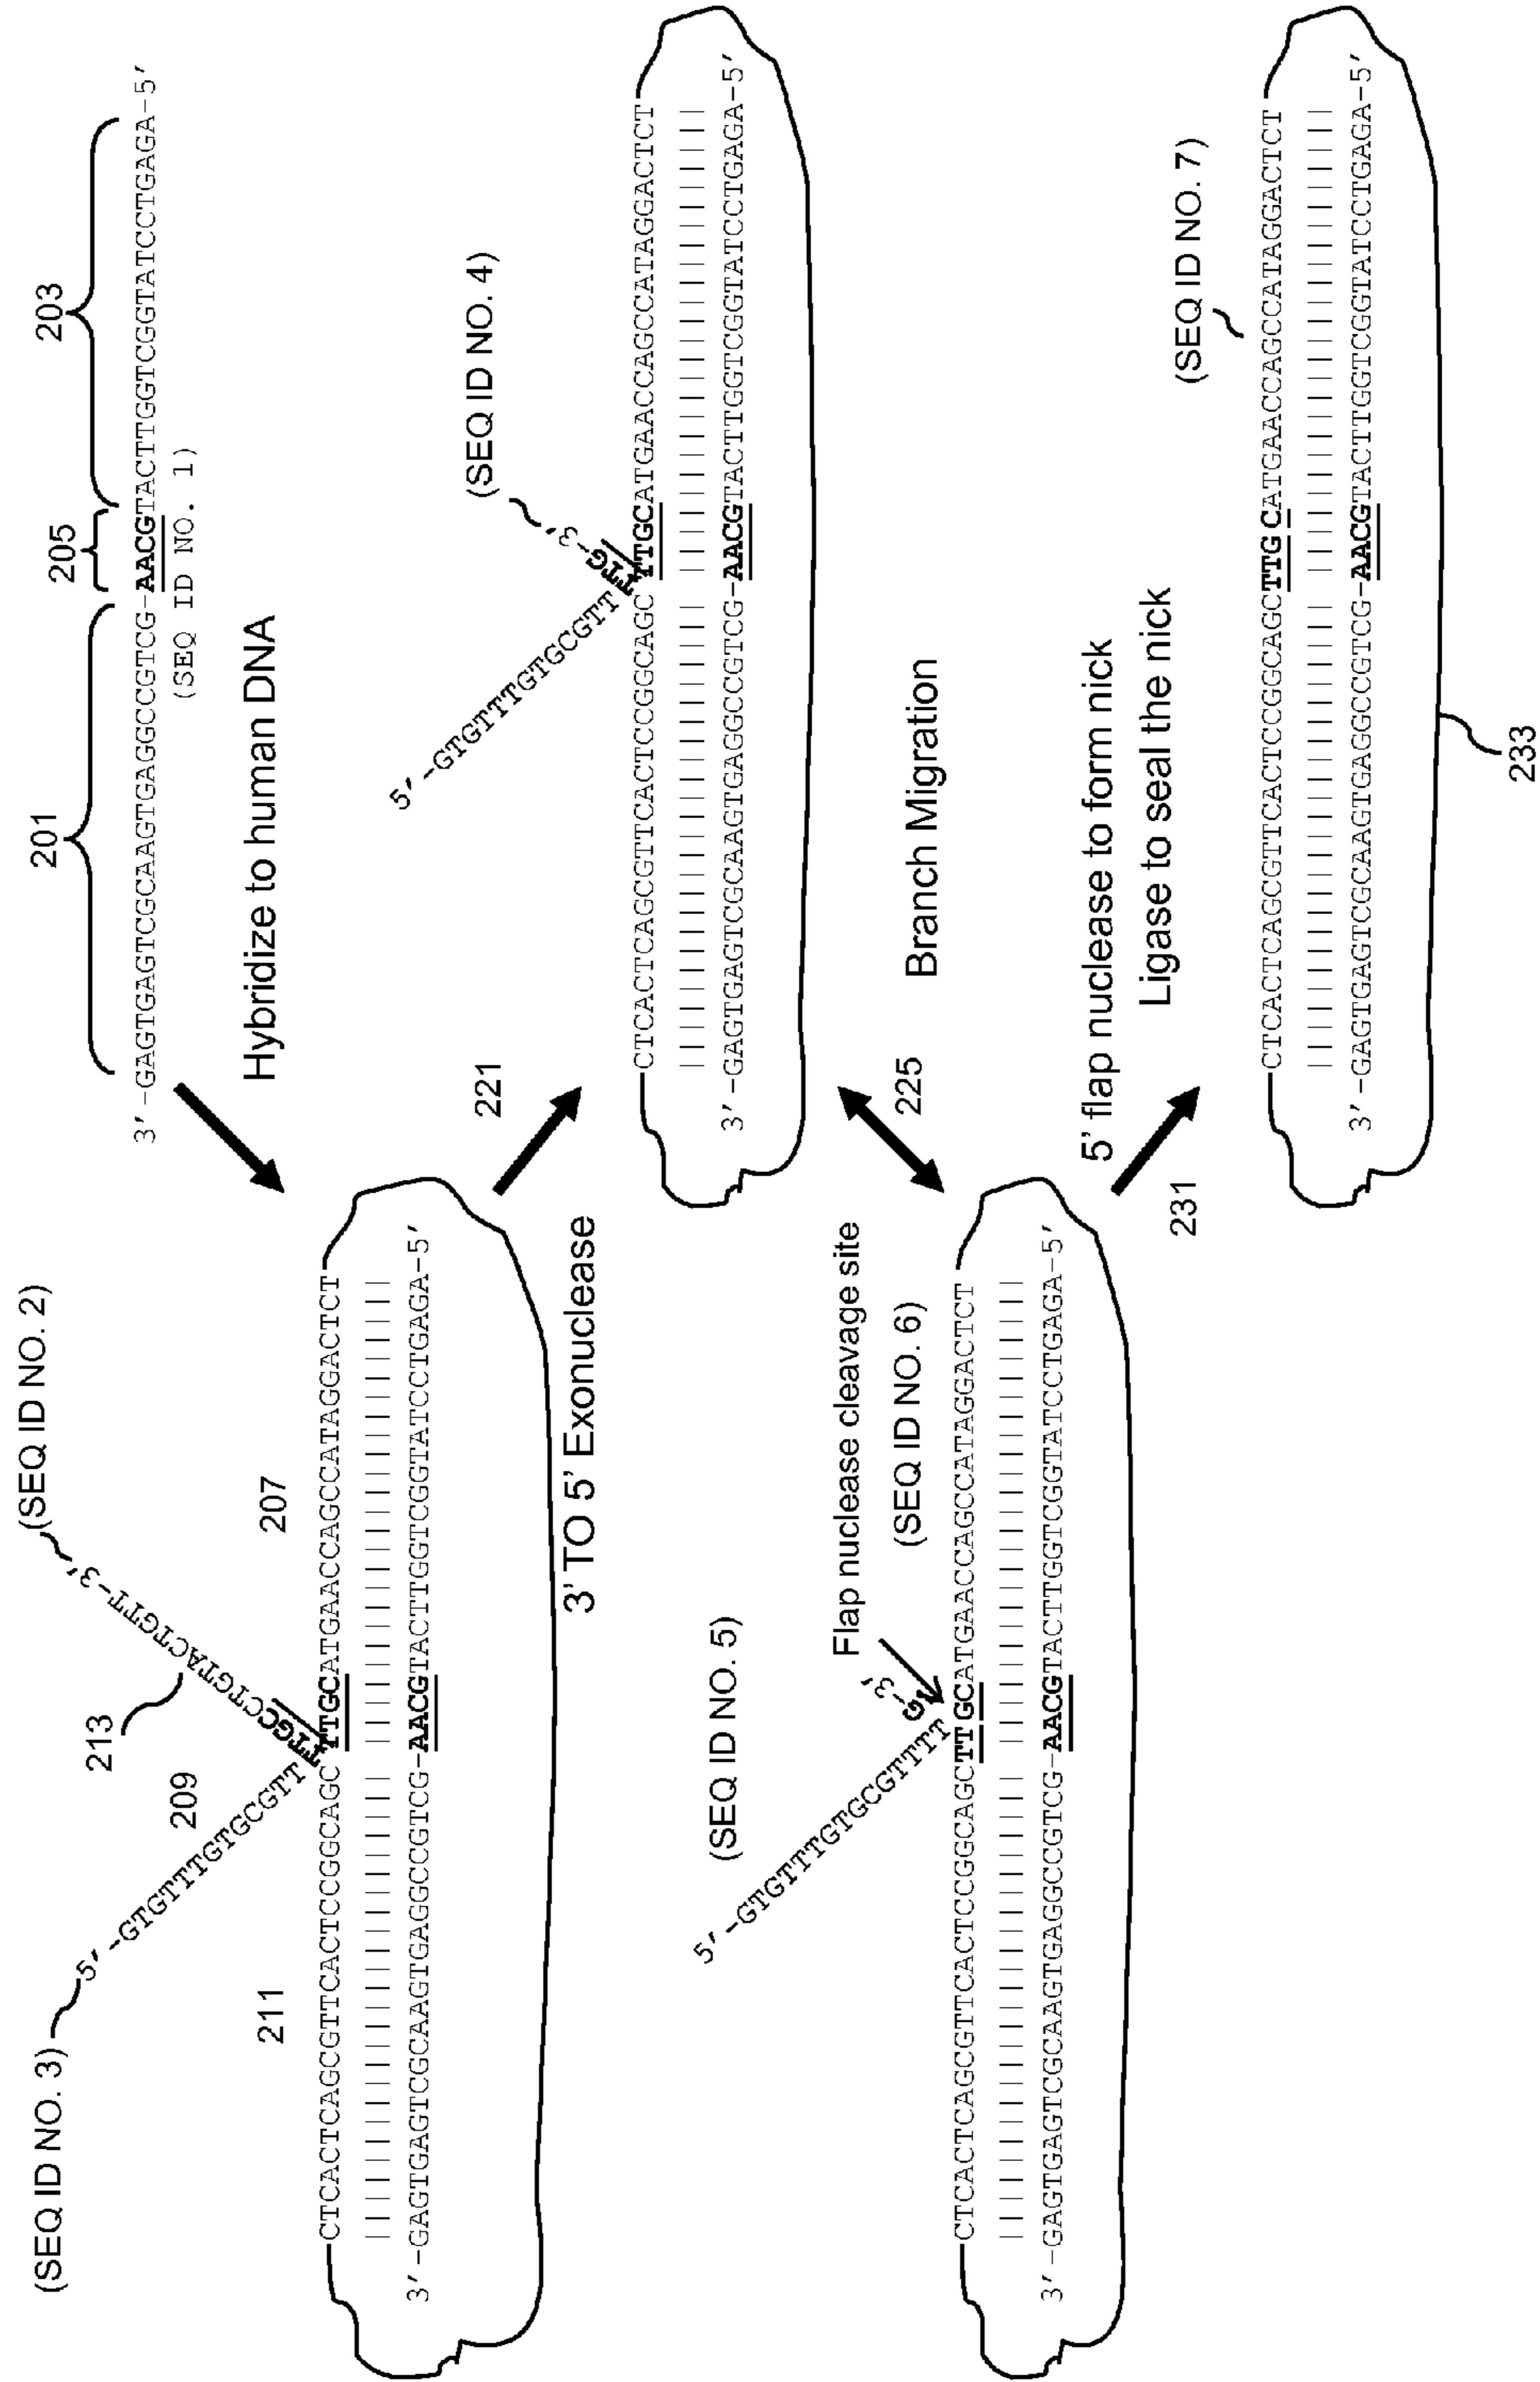 201
205
203
3' -GAGTGAGTCGCAAGTGAGGCCGTCG-AACGTACTTGGTCGGTATCCTGAGA-5'
(SEQ ID NO. 1)
Hybridize to human DNA
(SEQ ID NO. 3)
(SEQ ID NO. 2)
5' -GTGTTTGTGCGTT
TTGCCTGTACTGTT-3'
211
209
213
207
CTCACTCAGCGTTCACTCCGGCAGC TTGCATGAACCAGCCATAGGACTCT
3' -GAGTGAGTCGCAAGTGAGGCCGTCG-AACGTACTTGGTCGGTATCCTGAGA-5'
221
3' TO 5' Exonuclease
5' -GTGTTTGTGCGTT
TTG-3'
(SEQ ID NO. 4)
CTCACTCAGCGTTCACTCCGGCAGC TTGCATGAACCAGCCATAGGACTCT
3' -GAGTGAGTCGCAAGTGAGGCCGTCG-AACGTACTTGGTCGGTATCCTGAGA-5'
225
Branch Migration
(SEQ ID NO. 5)
5' -GTGTTTGTGCGTTTT
G-3'
Flap nuclease cleavage site
(SEQ ID NO. 6)
CTCACTCAGCGTTCACTCCGGCAGCTT GCATGAACCAGCCATAGGACTCT
3' -GAGTGAGTCGCAAGTGAGGCCGTCG-AACGTACTTGGTCGGTATCCTGAGA-5'
231
5' flap nuclease to form nick
Ligase to seal the nick
(SEQ ID NO. 7)
CTCACTCAGCGTTCACTCCGGCAGCTTG CATGAACCAGCCATAGGACTCT
3' -GAGTGAGTCGCAAGTGAGGCCGTCG-AACGTACTTGGTCGGTATCCTGAGA-5'
233